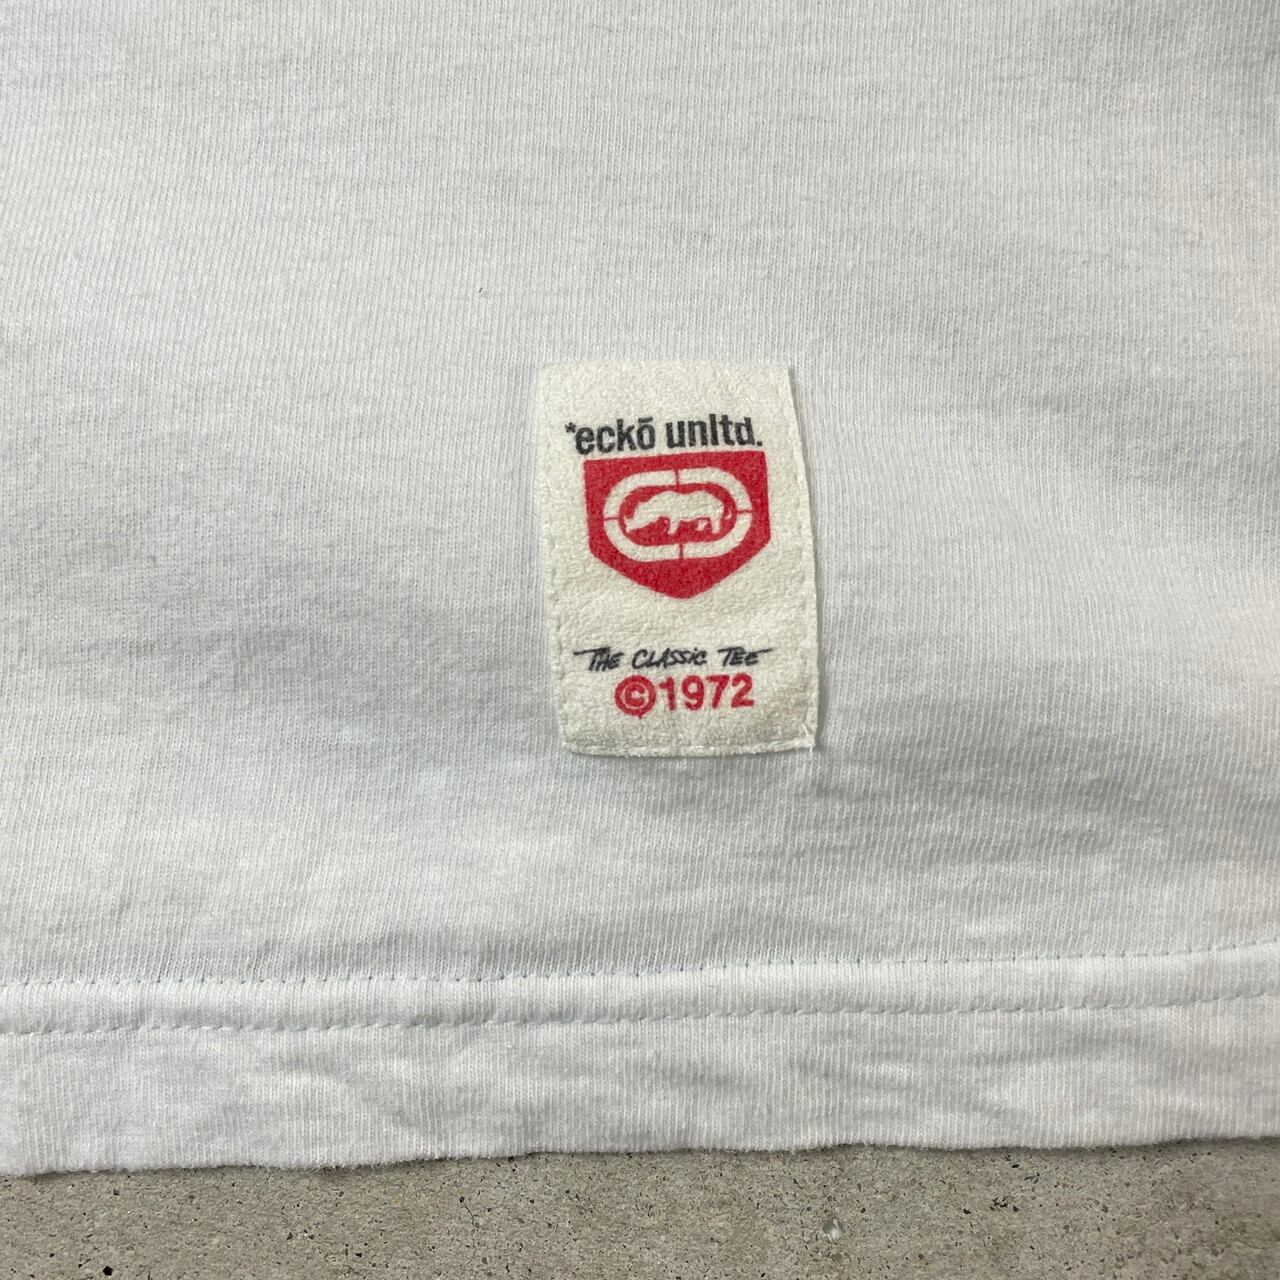 *eckō unltd.
THE CLASSIC TEE
©1972